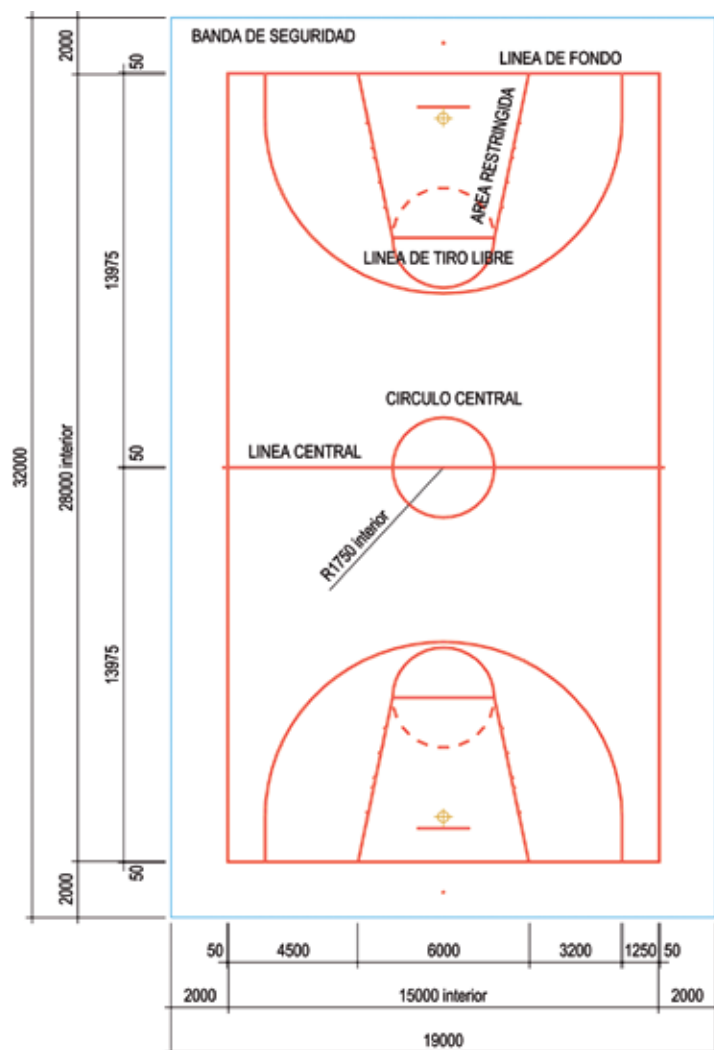 2000
50
BANDA DE SEGURIDAD
LINEA DE FONDO
AREA RESTRINGIDA
LINEA DE TIRO LIBRE
13975
CIRCULO CENTRAL
LINEA CENTRAL
50
32000
28000 interior
R1750 interior
13975
50
2000
50 4500 6000 3200 1250 50
2000 15000 interior 2000
19000